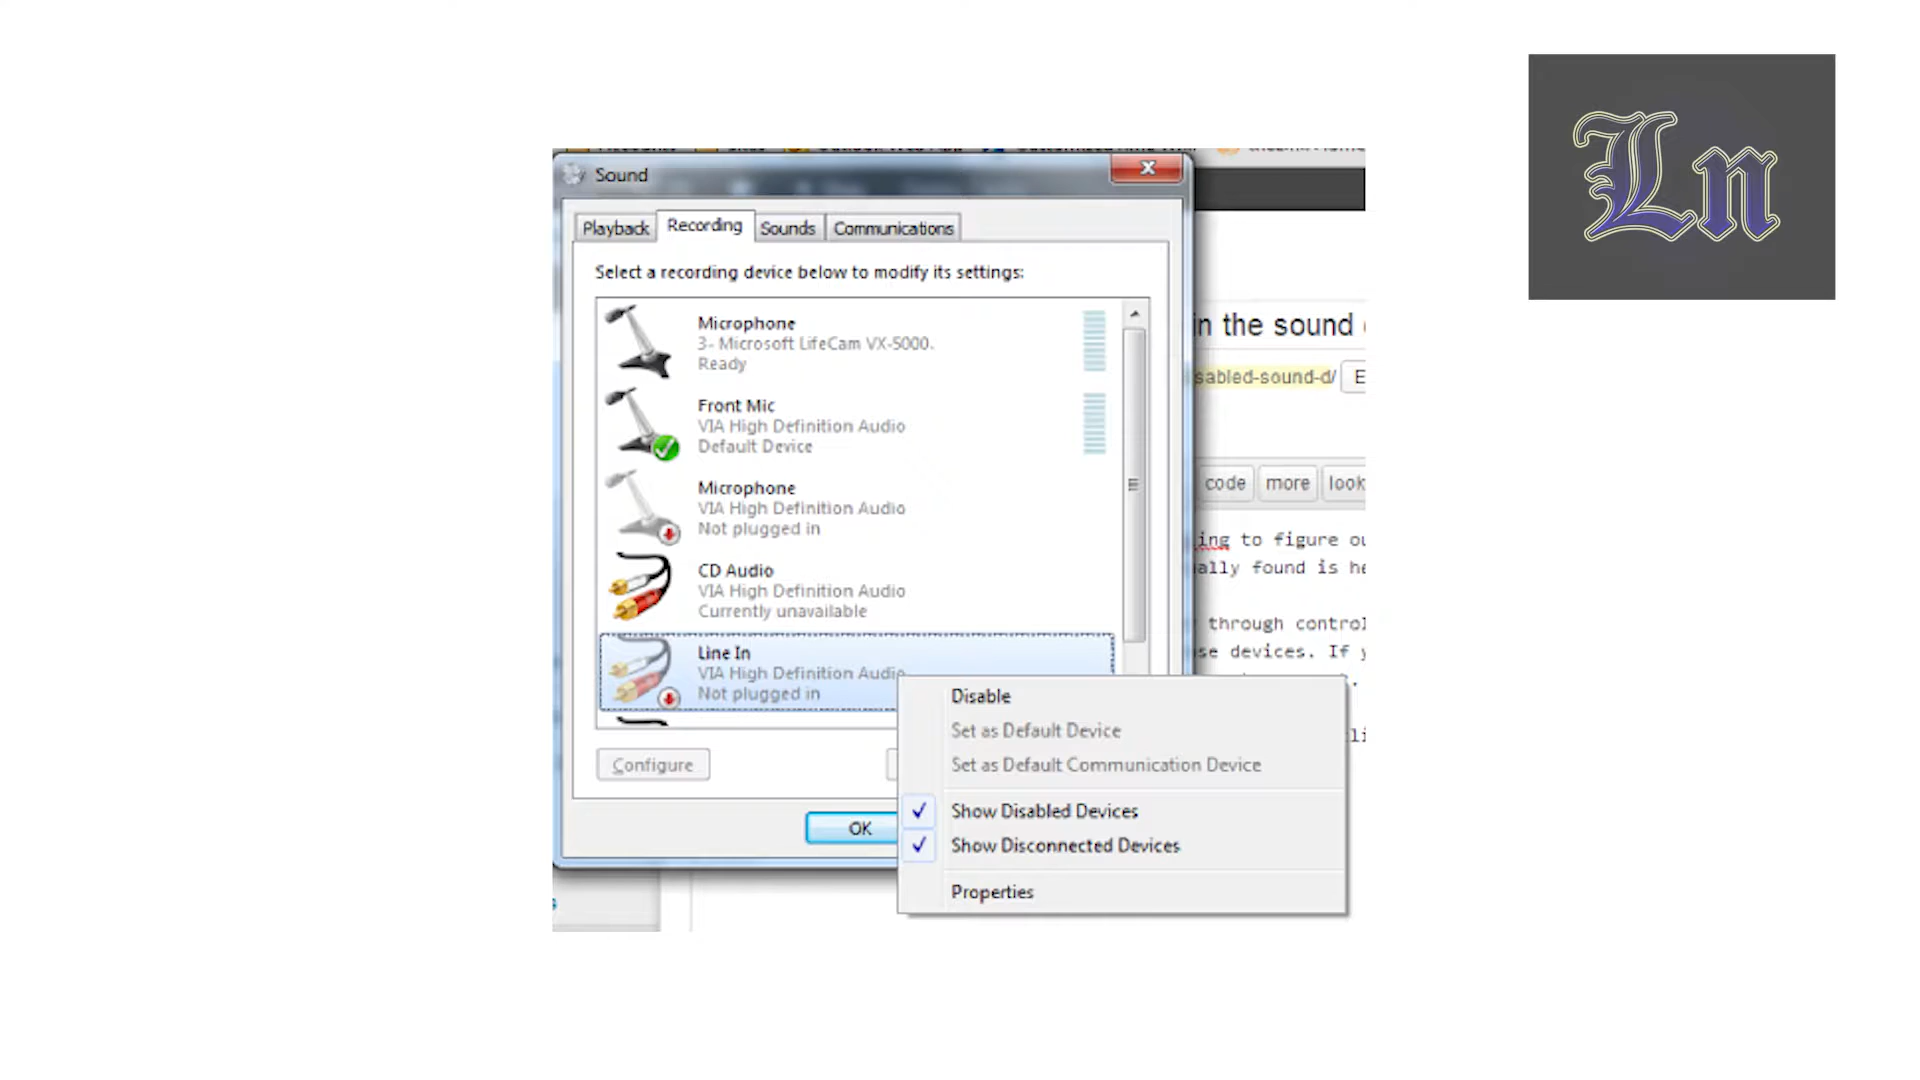 Ln
Sound
Playback
Recording
Sounds
Communications
Select a recording device below to modify its settings:
Microphone
3- Microsoft LifeCam VX-5000.
Ready
Front Mic
VIA High Definition Audio
Default Device
Microphone
VIA High Definition Audio
Not plugged in
CD Audio
VIA High Definition Audio
Currently unavailable
Line In
VIA High Definition Audio
Not plugged in
Configure
OK
Disable
Set as Default Device
Set as Default Communication Device
Show Disabled Devices
Show Disconnected Devices
Properties
in the sound
sabled-sound-d/ E
code
more
look
ing to figure ou
ally found is he
through control
se devices. If y